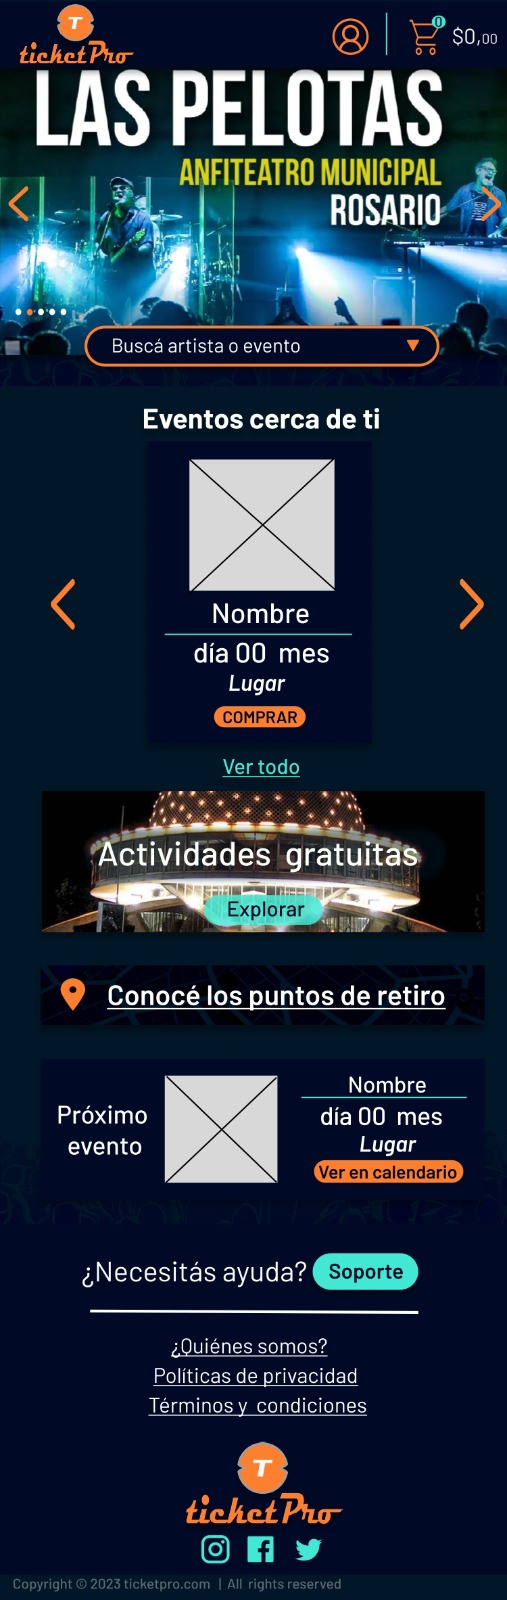 T
ticketPro
0
$0,00
LAS PELOTAS
ANFITEATRO MUNICIPAL
ROSARIO
Buscá artista o evento
Eventos cerca de ti
Nombre
día 00 mes
Lugar
COMPRAR
Ver todo
Actividades gratuitas
Explorar
Conocé los puntos de retiro
Próximo
evento
Nombre
día 00 mes
Lugar
Ver en calendario
¿Necesitás ayuda?
Soporte
¿Quiénes somos?
Políticas de privacidad
Términos y condiciones
T
ticketPro
Copyright © 2023 ticketpro.com | All rights reserved